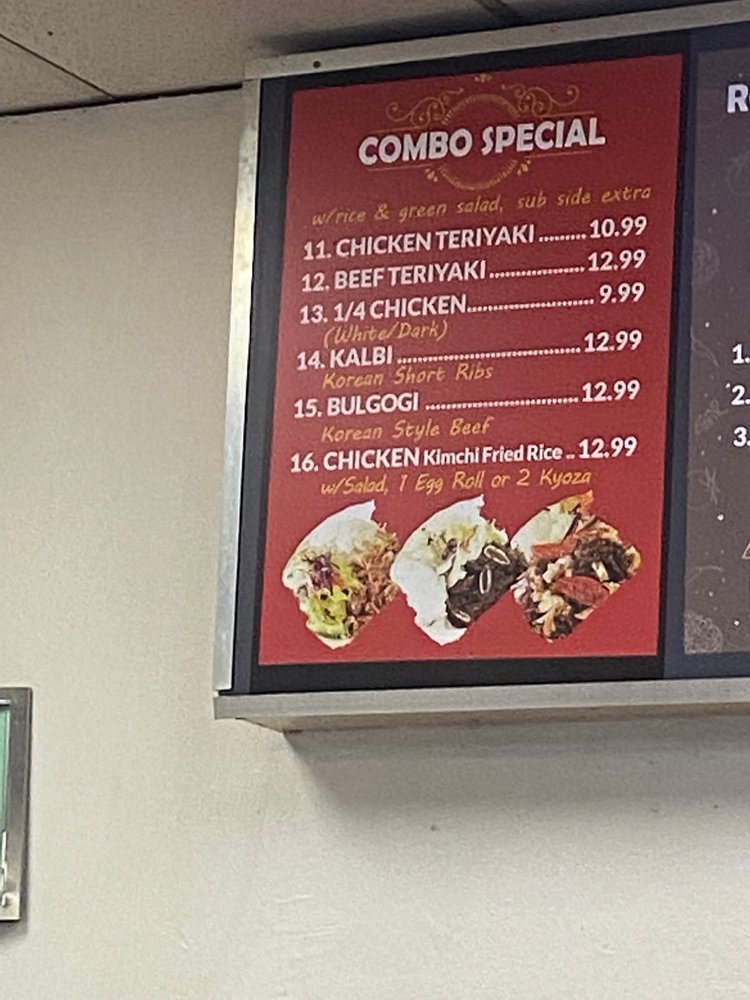 COMBO SPECIAL
w/rice & green salad, sub side extra
11. CHICKEN TERIYAKI ......... 10.99
12. BEEF TERIYAKI .................. 12.99
13. 1/4 CHICKEN........................ 9.99
(White/Dark)
14. KALBI ................................... 12.99
Korean Short Ribs
15. BULGOGI ............................. 12.99
Korean Style Beef
16. CHICKEN Kimchi Fried Rice .. 12.99
w/Salad, 1 Egg Roll or 2 Kyoza
1.
2.
3.